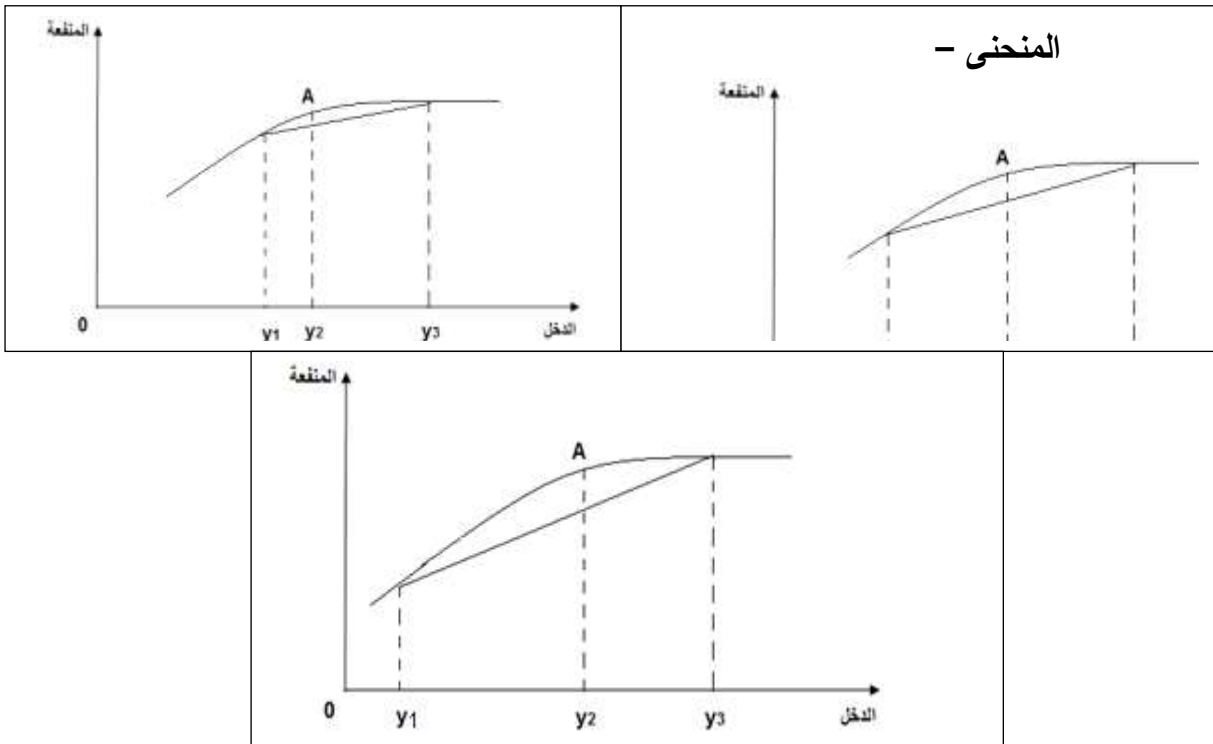 المنفعة
A
0
y1
y2
y3
الدخل
المنحنى –
المنفعة
A
المنفعة
A
0
y1
y2
y3
الدخل